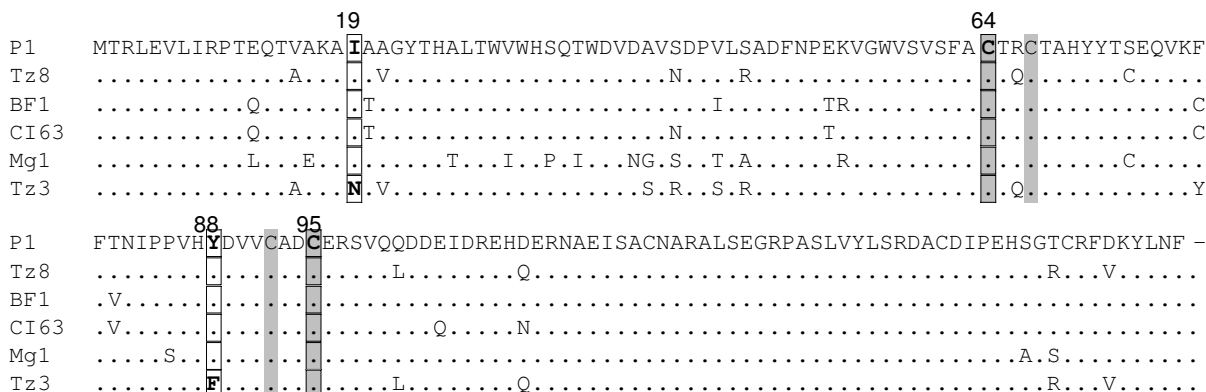 19 64
P1 MTRLEVLIRPTEQTVAKAIAAGYTHALTWVWHSQTWDVDAVSDPVLSADFNPEKVGWVSVSFACTRCTAHYYTSEQVKF
Tz8 ..............A.....V....................N..S.R..................Q.......C.....
BF1 ...........Q.......T........................I.......TR........................C
CI63 ...........Q.......T.....................N..........T.........................C
Mg1 ...........L...E.........T...I..P.I...NG.S..T.A......R...................C.....
Tz3 ..............A...N.V..................S.R..S.R..................Q............Y
88 95
P1 FTNIPPVHYDVVCADCERSVQQDDEIDREHDERNAEISACNARALSEGRPASLVYLSRDACDIPEHSGTCRFDKYLNF –
Tz8 .....................L........Q.....................................R...V......
BF1 .V.............................................................................
CI63 .V......................Q.....N................................................
Mg1 .....S............................................................A.S..........
Tz3 ........F............L........Q.....................................R...V......